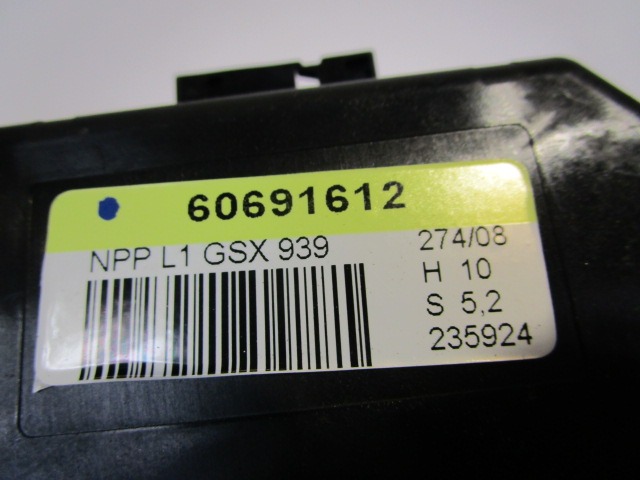 60691612
NPP L1 GSX 939
274/08
H 10
S 5,2
235924